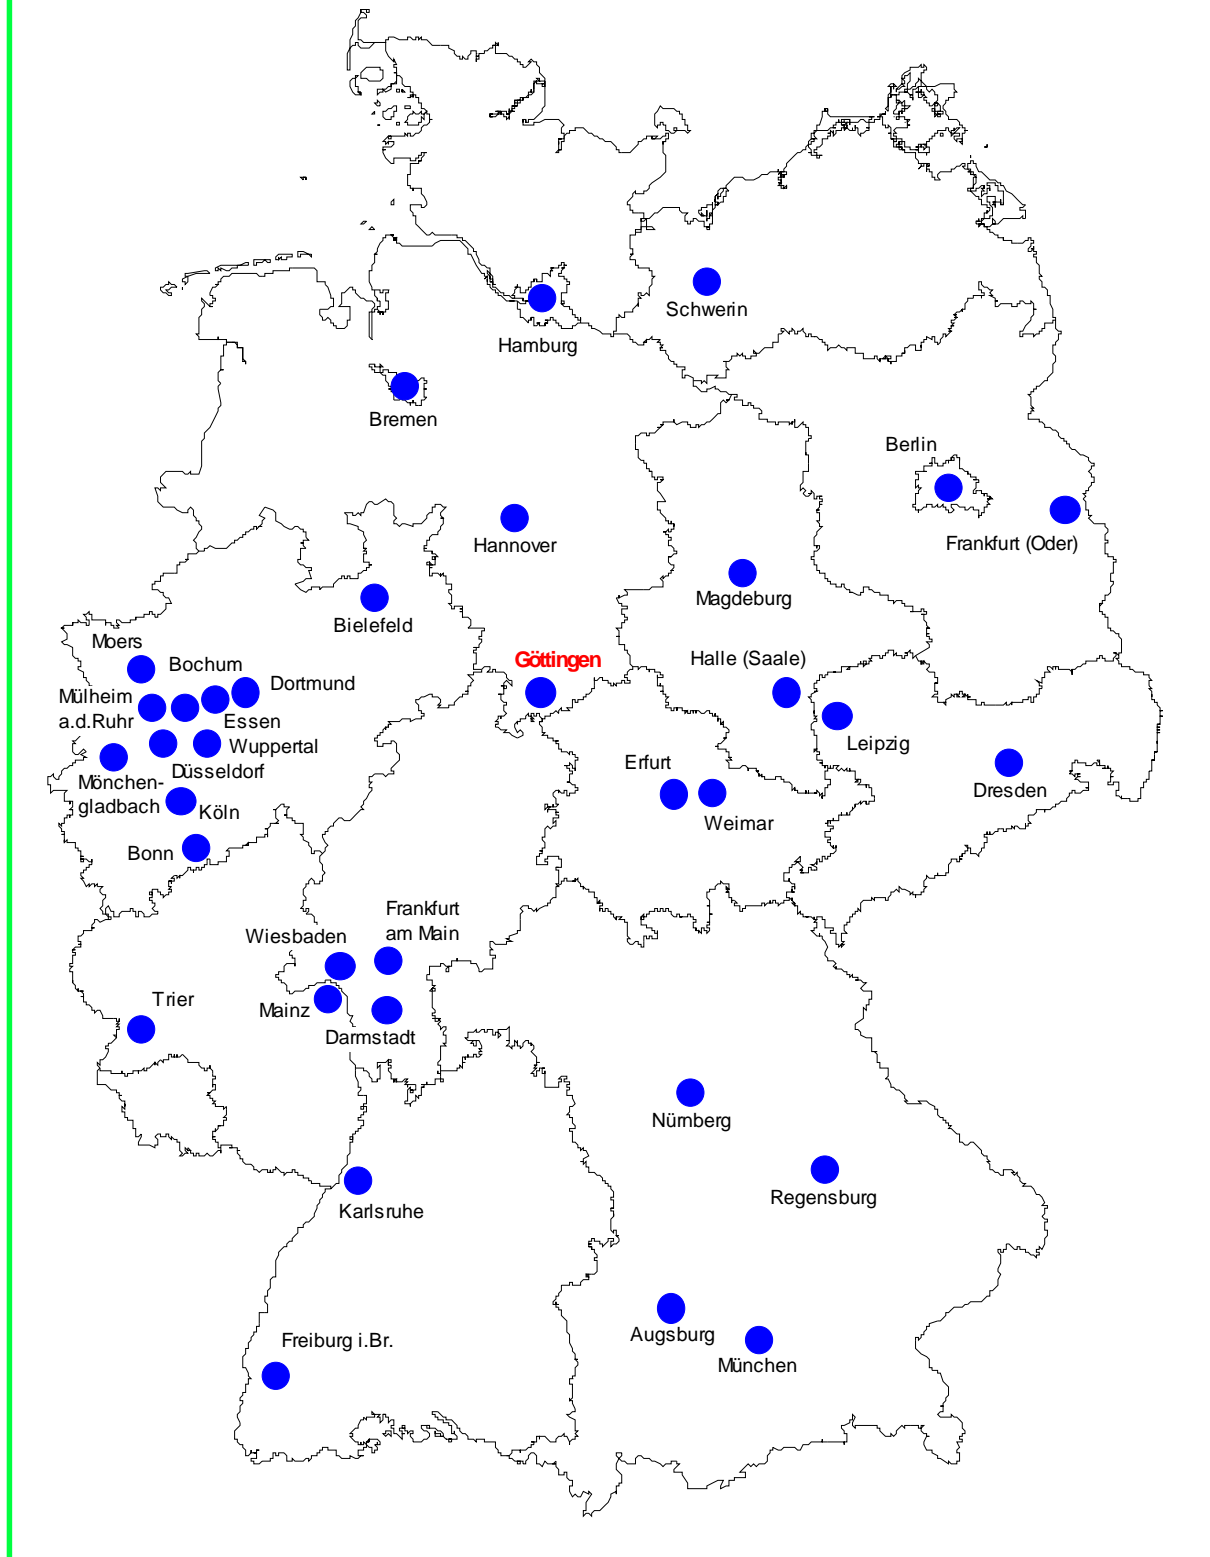 Schwerin
Hamburg
Bremen
Berlin
Hannover
Frankfurt (Oder)
Magdeburg
Bielefeld
Moers
Bochum
Göttingen
Halle (Saale)
Dortmund
Mülheim
a.d.Ruhr
Essen
Wuppertal
Leipzig
Düsseldorf
Erfurt
Dresden
Mönchen-
gladbach
Köln
Weimar
Bonn
Frankfurt
am Main
Wiesbaden
Trier
Mainz
Darmstadt
Nürnberg
Regensburg
Karlsruhe
Augsburg
Freiburg i.Br.
München